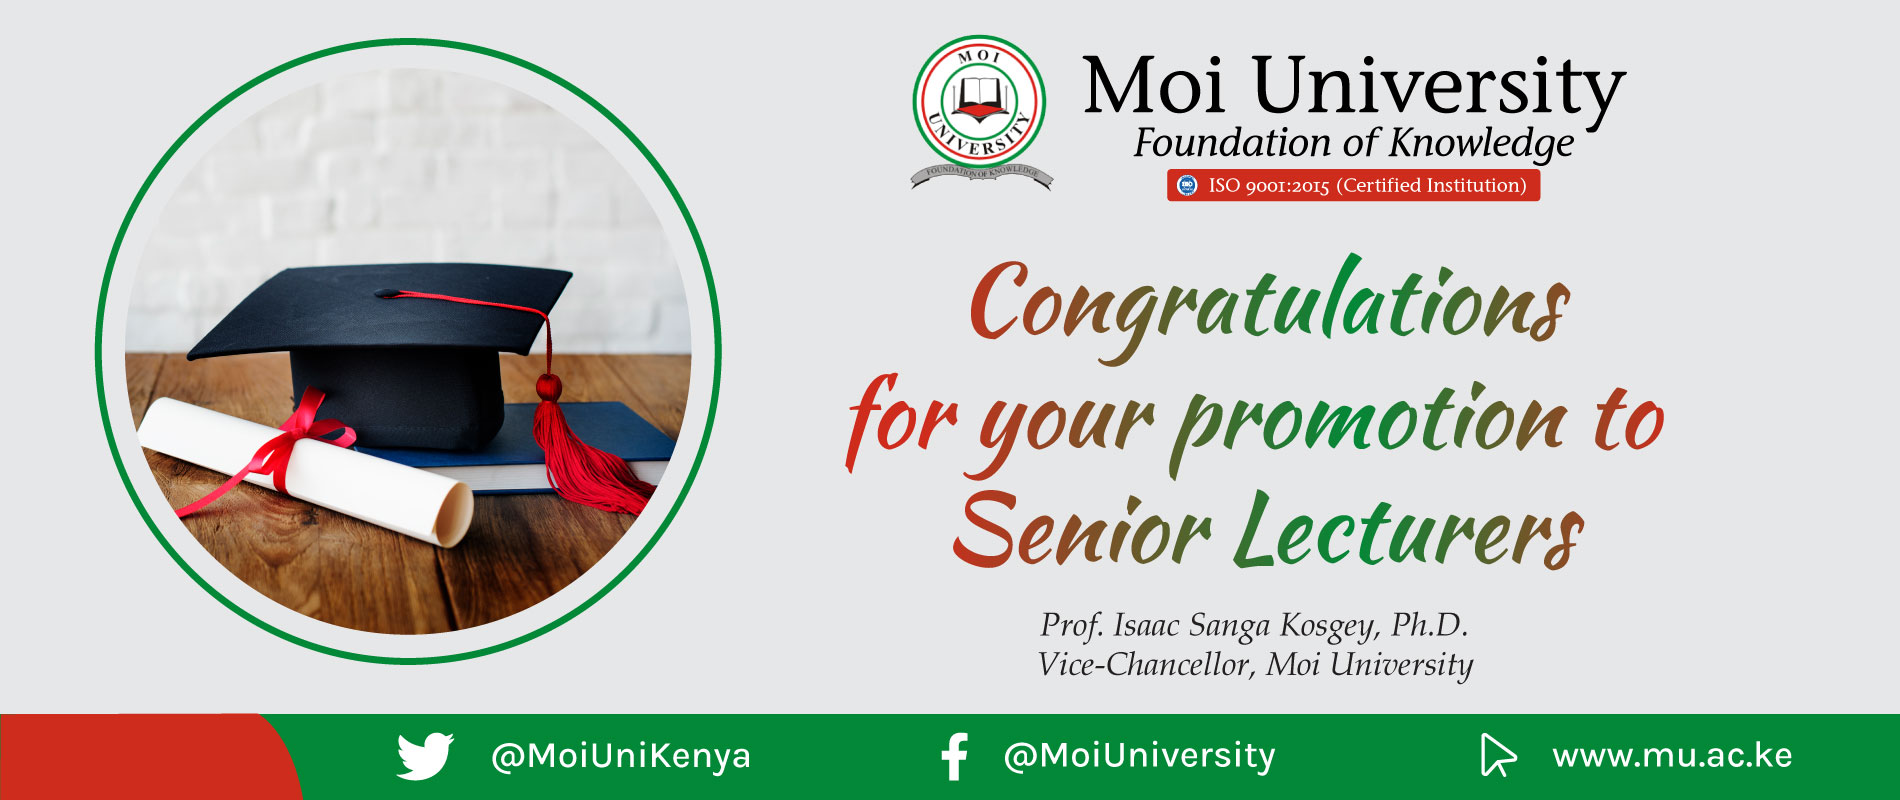 MOI
UNIVERSITY
FOUNDATION OF KNOWLEDGE
Moi University
Foundation of Knowledge
ISO 9001:2015 (Certified Institution)
Congratulations
for your promotion to
Senior Lecturers
Prof. Isaac Sanga Kosgey, Ph.D.
Vice-Chancellor, Moi University
@MoiUniKenya
@MoiUniversity
www.mu.ac.ke